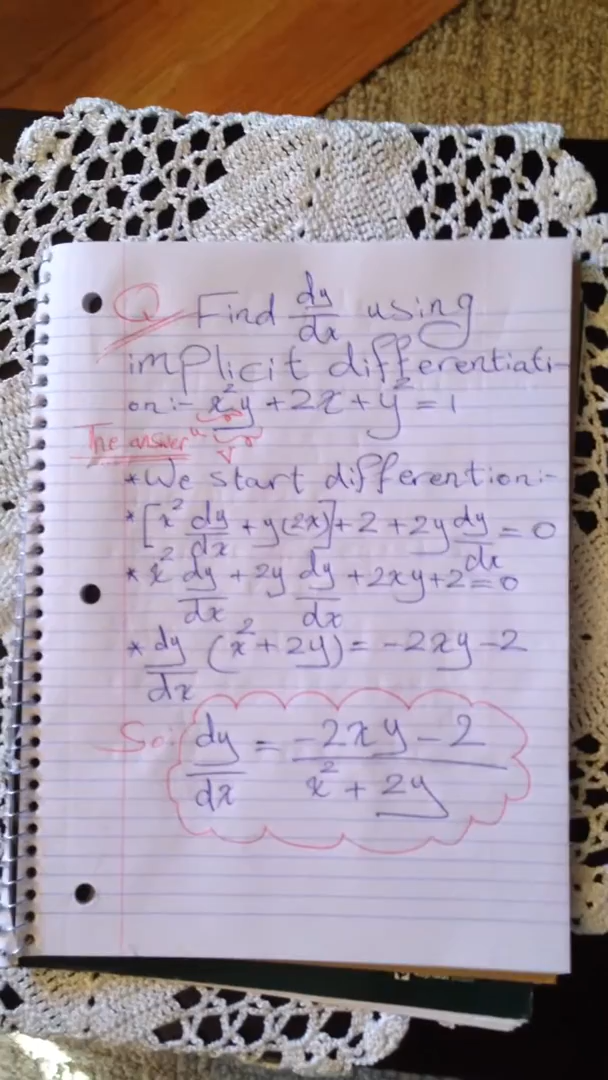 Q Find dy/dx using
implicit differentiati-
on:- x²y + 2x + y² = 1
The answer u v
*We start differention:-
*[x² dy/dx + y(2x)] + 2 + 2y dy/dx = 0
*x² dy/dx + 2y dy/dx + 2xy + 2 = 0
*dy/dx (x² + 2y) = -2xy - 2
So: dy/dx = (-2xy - 2)/(x² + 2y)